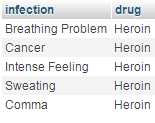 infection drug
Breathing Problem Heroin
Cancer Heroin
Intense Feeling Heroin
Sweating Heroin
Comma Heroin